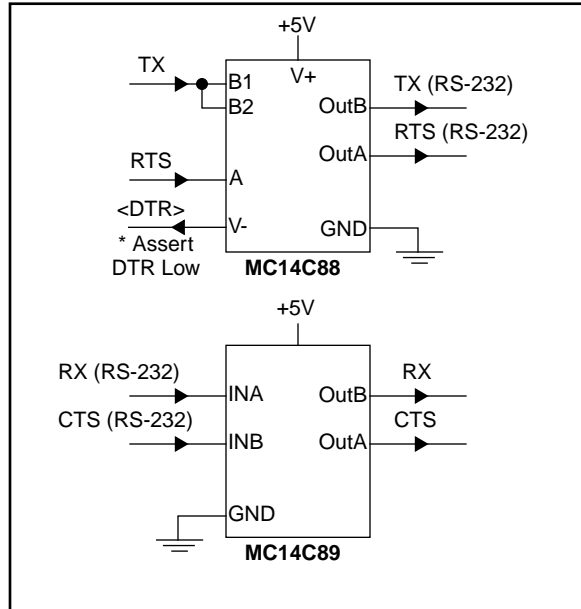 +5V
TX
B1
V+
B2
OutB
TX (RS-232)
RTS (RS-232)
OutA
RTS
A
<DTR>
V-
GND
* Assert
DTR Low
MC14C88
+5V
RX (RS-232)
INA
OutB
RX
CTS (RS-232)
INB
OutA
CTS
GND
MC14C89